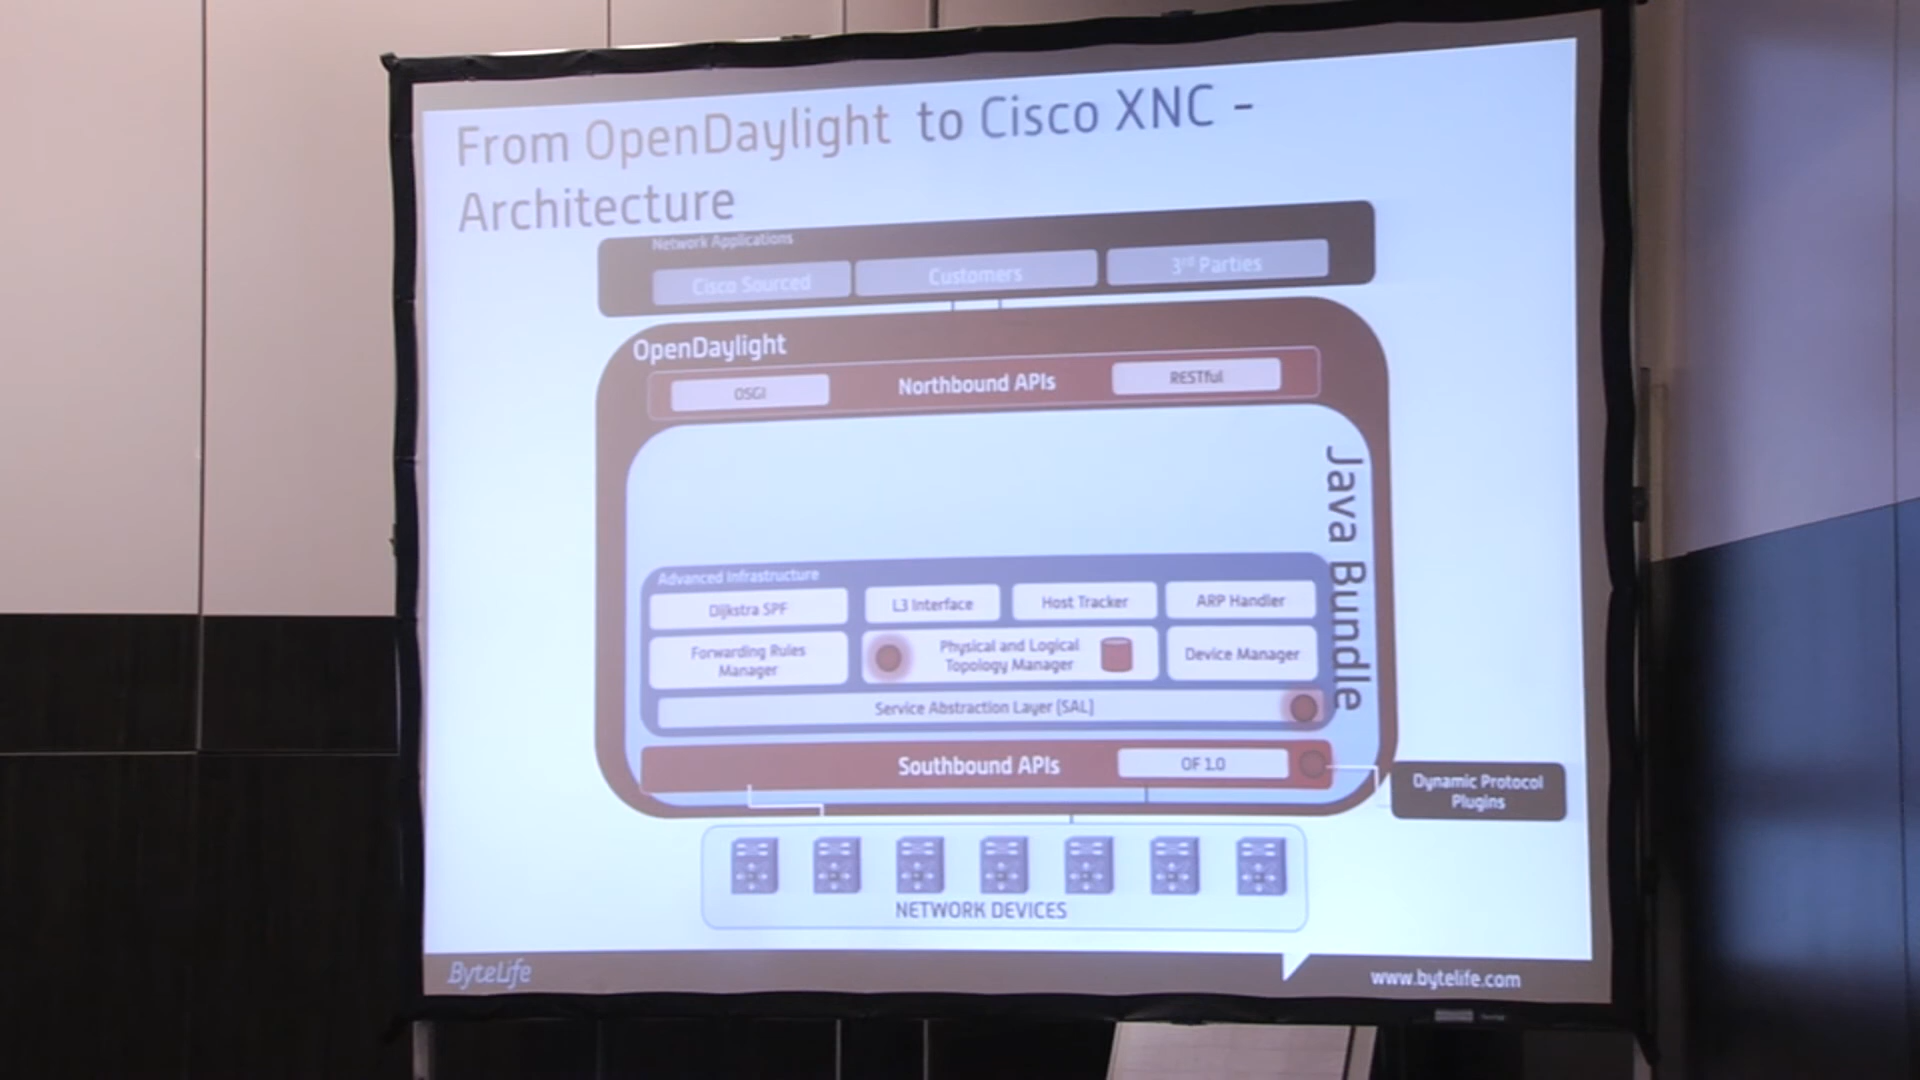 From OpenDaylight to Cisco XNC -
Architecture
Network Applications
Cisco Sourced
Customers
3rd Parties
OpenDaylight
OSGI
Northbound APIs
RESTful
Java Bundle
Advanced Infrastructure
Dijkstra SPF
L3 Interface
Host Tracker
ARP Handler
Forwarding Rules
Manager
Physical and Logical
Topology Manager
Device Manager
Service Abstraction Layer (SAL)
Southbound APIs
OF 1.0
Dynamic Protocol
Plugins
NETWORK DEVICES
ByteLife
www.bytelife.com